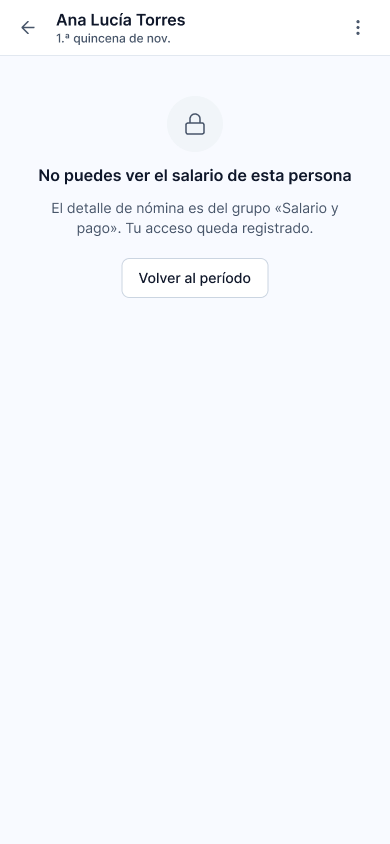 Ana Lucía Torres
1.ª quincena de nov.
No puedes ver el salario de esta persona
El detalle de nómina es del grupo «Salario y
pago». Tu acceso queda registrado.
Volver al período